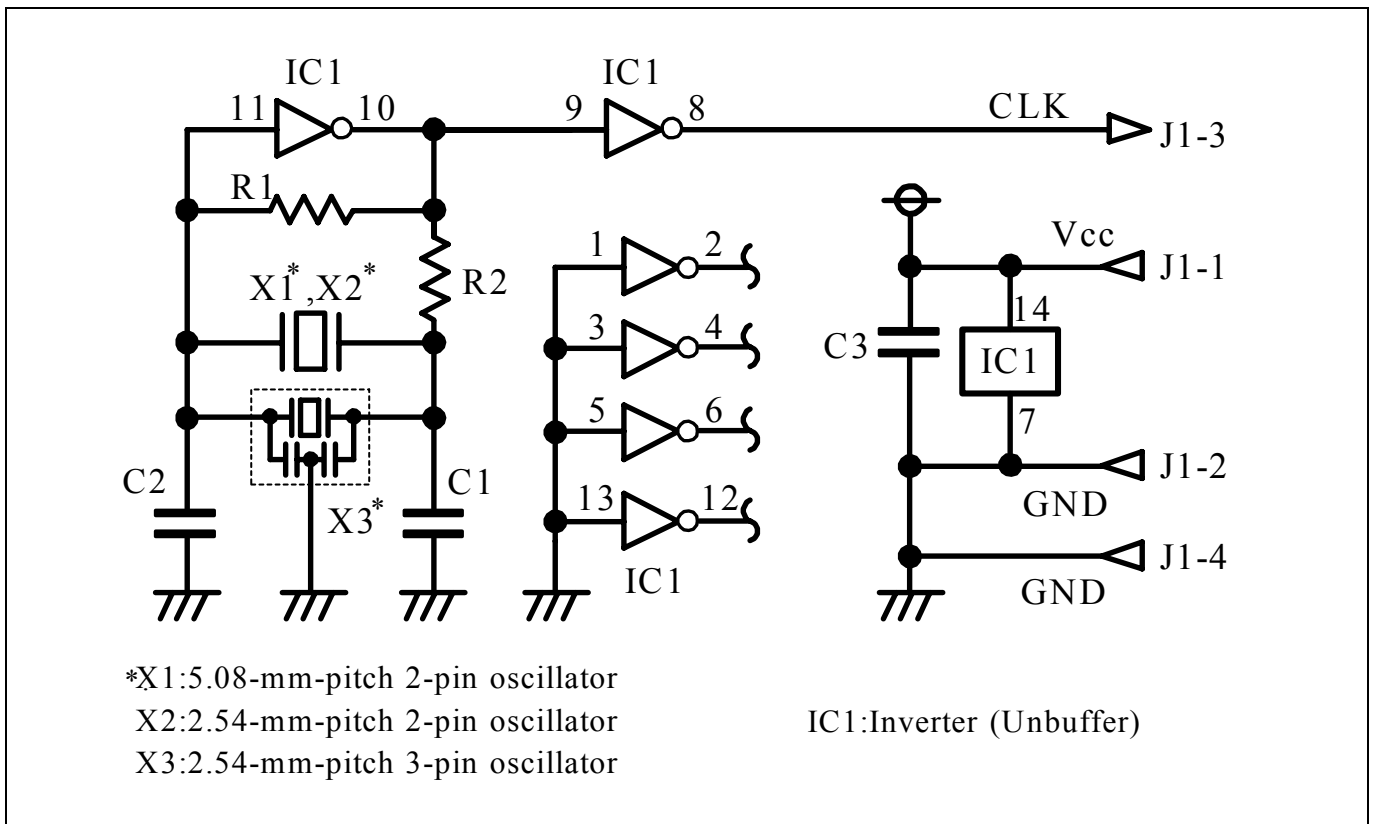 IC1
IC1
11
10
9
8
CLK
J1-3
R1
1
2
Vcc
J1-1
X1*,X2*
R2
14
3
4
C3
IC1
5
6
7
C2
C1
J1-2
X3*
13
12
GND
IC1
J1-4
GND
*X1:5.08-mm-pitch 2-pin oscillator
X2:2.54-mm-pitch 2-pin oscillator
IC1:Inverter (Unbuffer)
X3:2.54-mm-pitch 3-pin oscillator